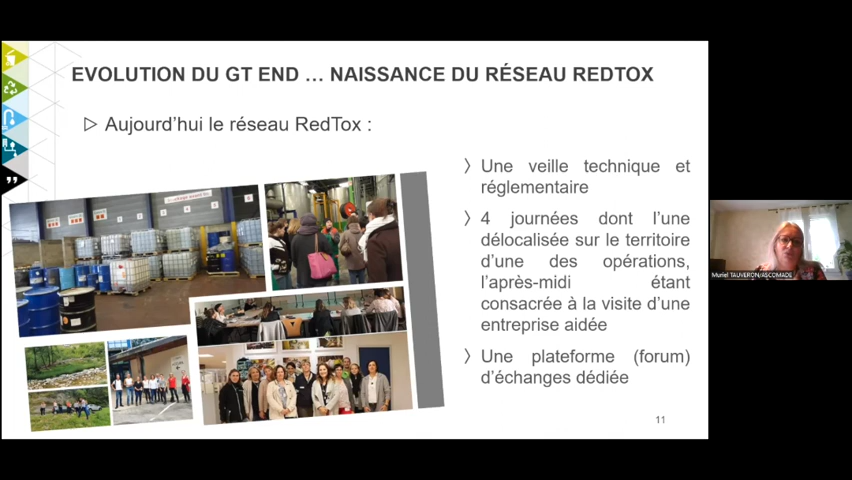 EVOLUTION DU GT END … NAISSANCE DU RÉSEAU REDTOX
Aujourd’hui le réseau RedTox :
Une veille technique et
réglementaire
4 journées dont l’une
délocalisée sur le territoire
d’une des opérations,
l’après-midi étant
consacrée à la visite d’une
entreprise aidée
Une plateforme (forum)
d’échanges dédiée
11
Muriel TAUVERON/ASCOMADE